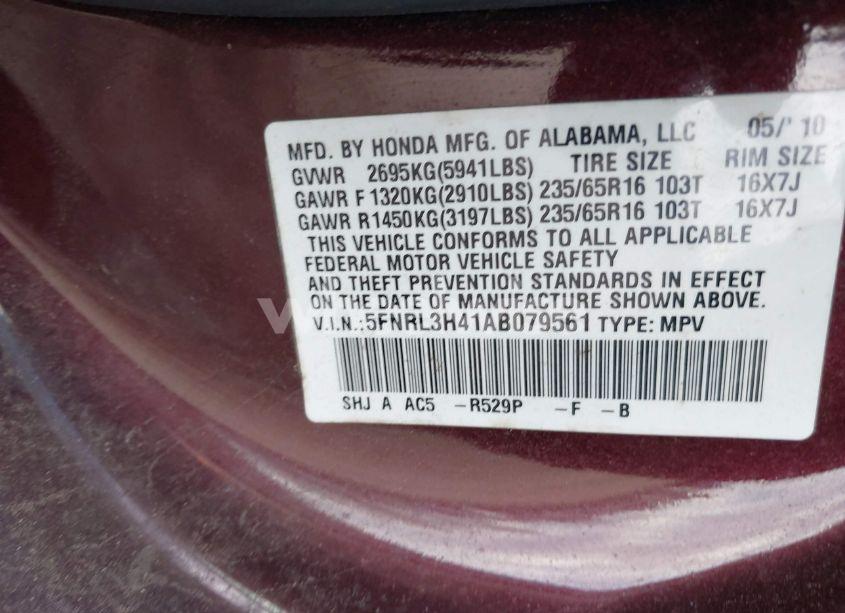 MFD. BY HONDA MFG. OF ALABAMA, LLC 05/' 10
GVWR 2695KG(5941LBS) TIRE SIZE RIM SIZE
GAWR F 1320KG(2910LBS) 235/65R16 103T 16X7J
GAWR R1450KG(3197LBS) 235/65R16 103T 16X7J
THIS VEHICLE CONFORMS TO ALL APPLICABLE
FEDERAL MOTOR VEHICLE SAFETY
AND THEFT PREVENTION STANDARDS IN EFFECT
ON THE DATE OF MANUFACTURE SHOWN ABOVE.
V.I.N.:5FNRL3H41AB079561 TYPE: MPV
SHJ A AC5 -R529P -F -B